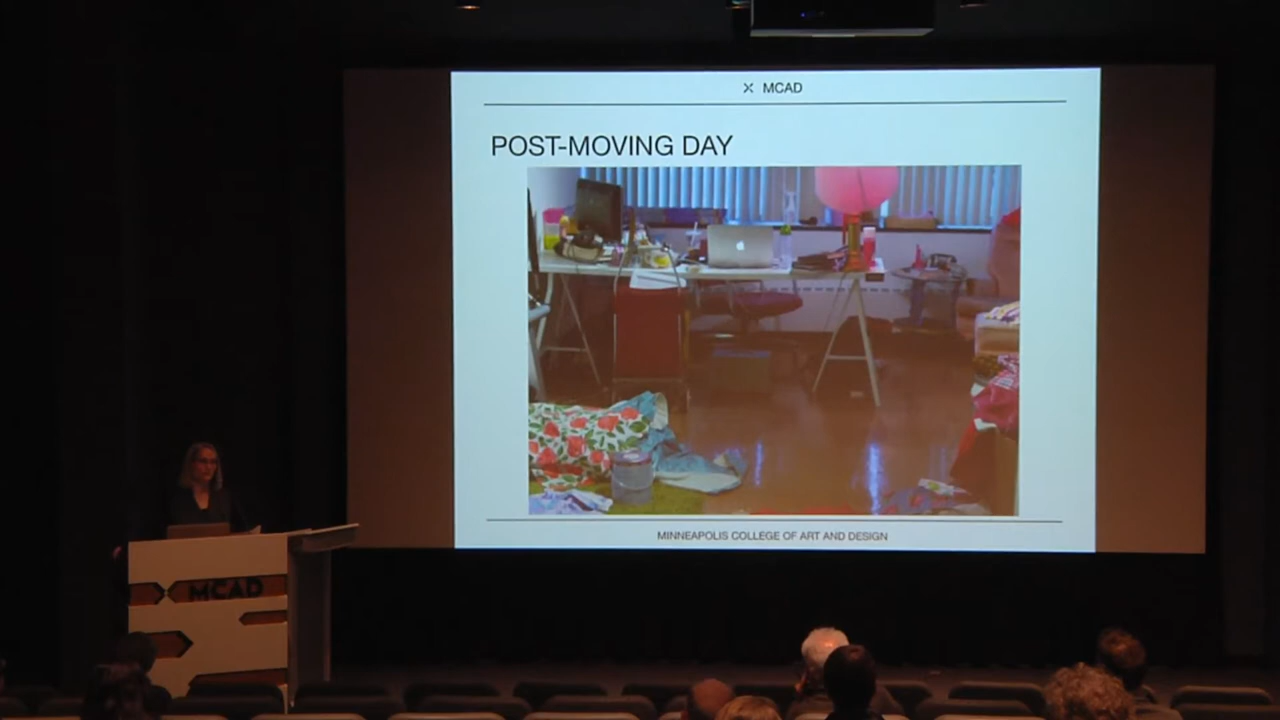 MCAD
POST-MOVING DAY
MINNEAPOLIS COLLEGE OF ART AND DESIGN
MCAD